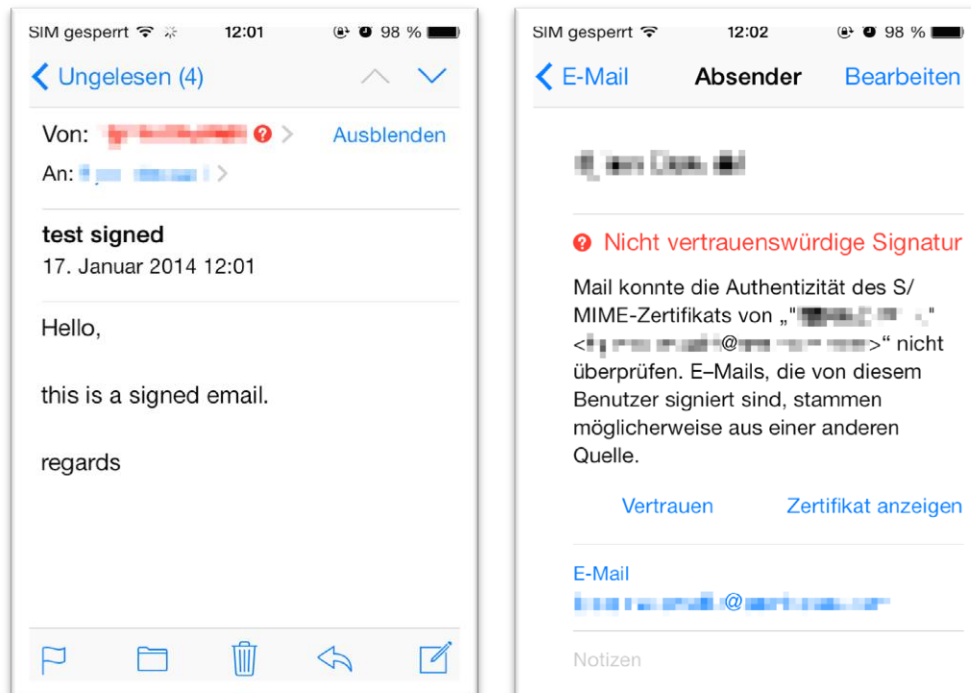 SIM gesperrt 12:01 98 %
Ungelesen (4)
Von: Ausblenden
An:
test signed
17. Januar 2014 12:01
Hello,
this is a signed email.
regards
SIM gesperrt 12:02 98 %
E-Mail Absender Bearbeiten
Nicht vertrauenswürdige Signatur
Mail konnte die Authentizität des S/
MIME-Zertifikats von „" ."
< @ >“ nicht
überprüfen. E–Mails, die von diesem
Benutzer signiert sind, stammen
möglicherweise aus einer anderen
Quelle.
Vertrauen Zertifikat anzeigen
E-Mail
@
Notizen